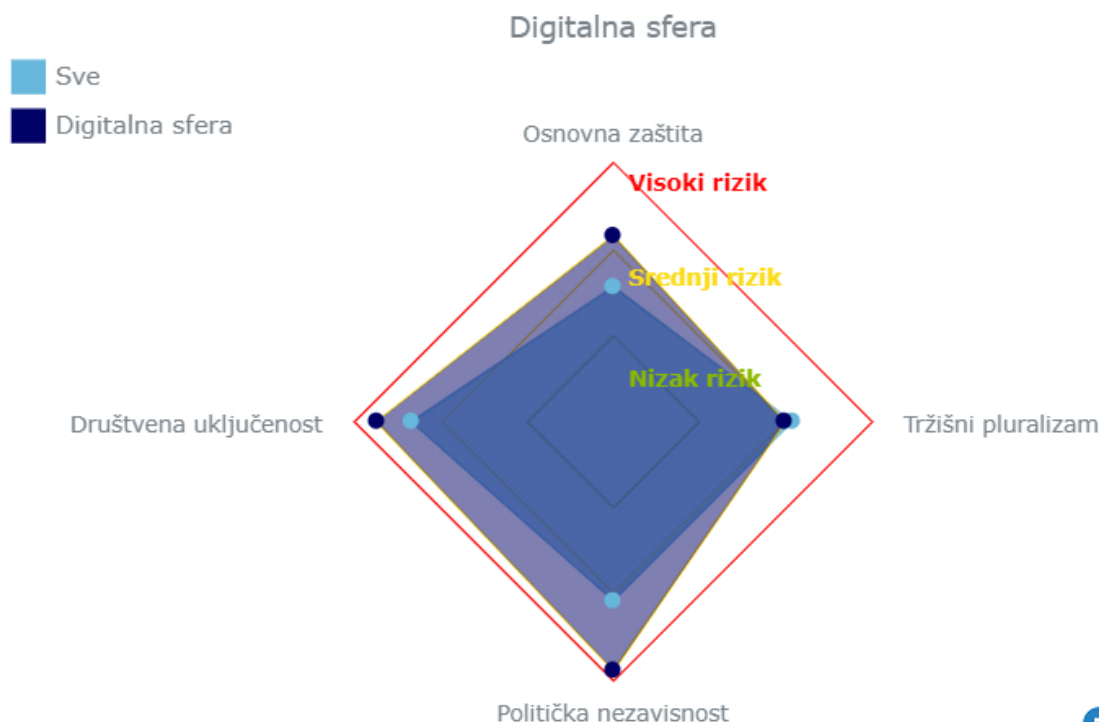 Digitalna sfera
Sve
Digitalna sfera
Osnovna zaštita
Visoki rizik
Srednji rizik
Nizak rizik
Društvena uključenost
Tržišni pluralizam
Politička nezavisnost